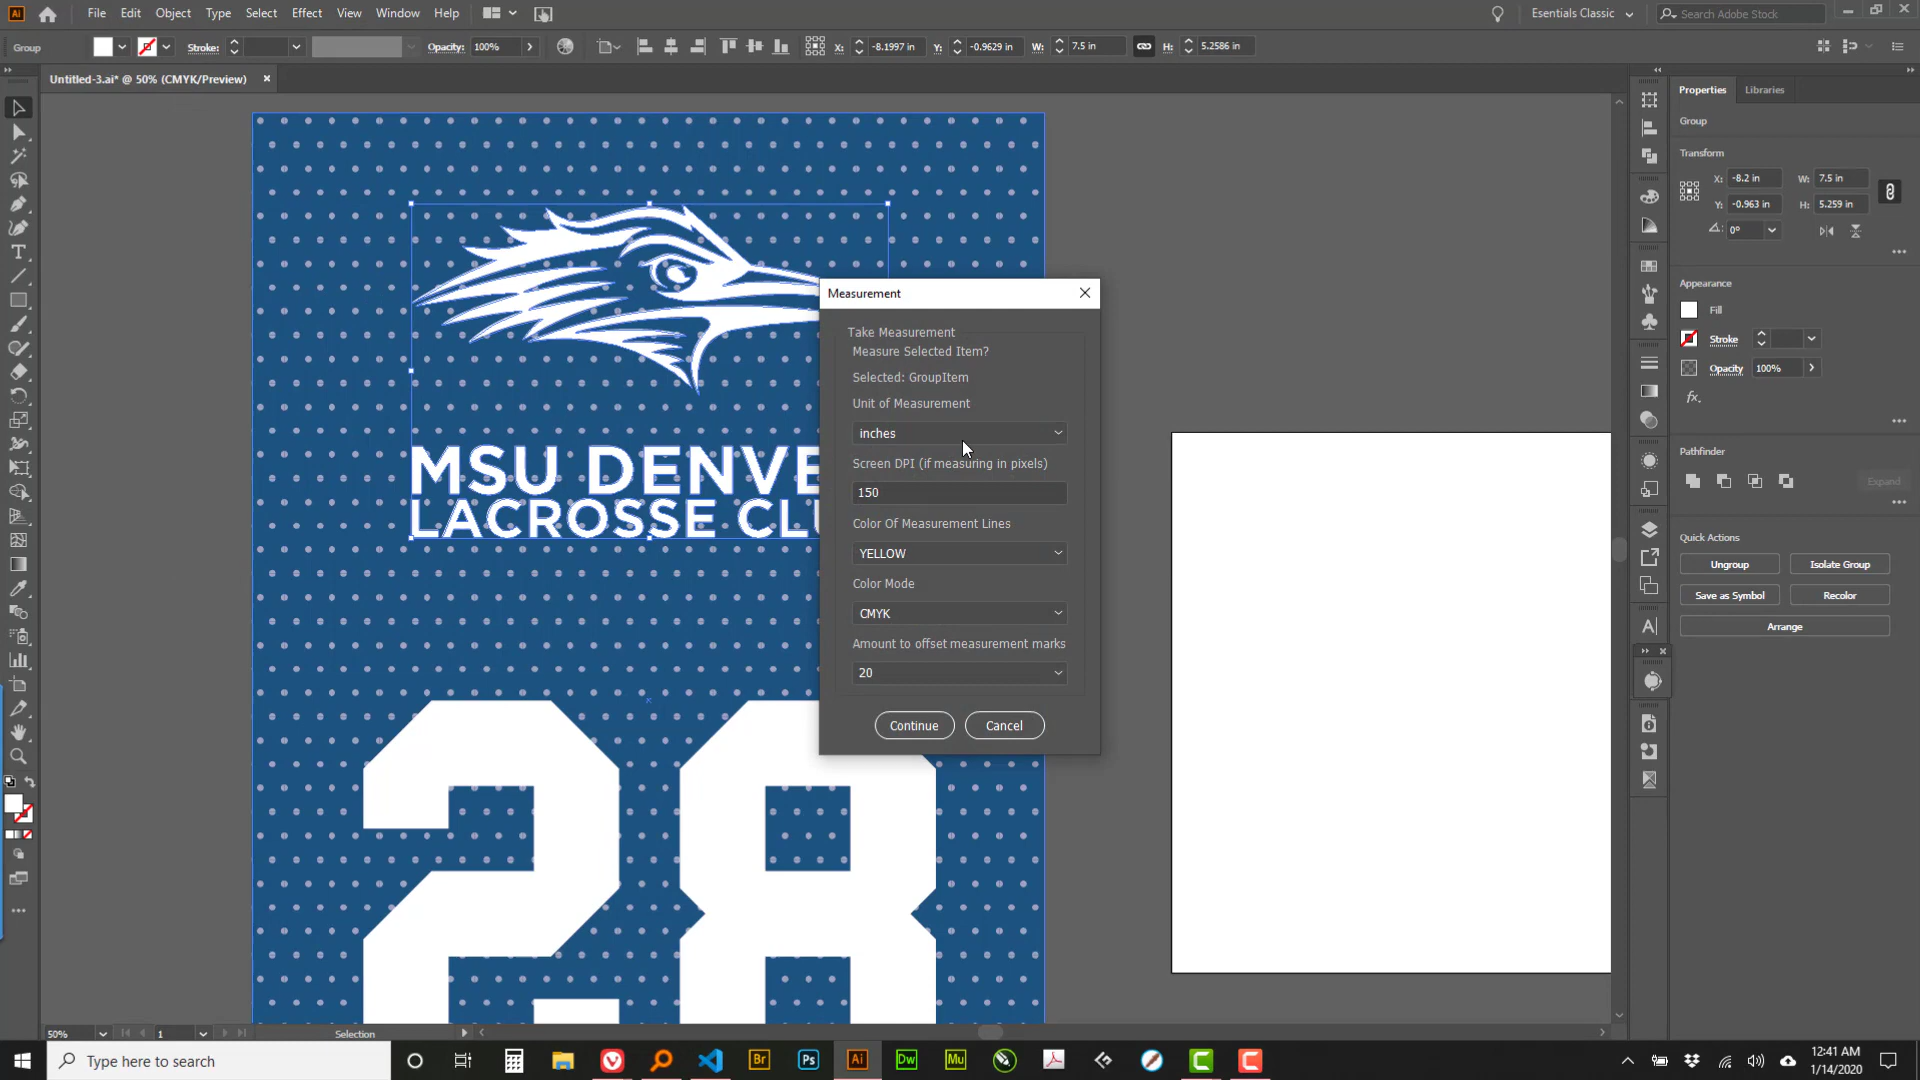 Ai File Edit Object Type Select Effect View Window Help Esentials Classic Search Adobe Stock
Group Stroke: Opacity: 100% X: -8.1997 in Y: -0.9629 in W: 7.5 in H: 5.2586 in
Untitled-3.ai* @ 50% (CMYK/Preview)
Properties Libraries
Group
Transform
X: -8.2 in W: 7.5 in
Y: -0.963 in H: 5.259 in
0°
Appearance
Fill
Stroke
Opacity 100%
fx.
Pathfinder
Expand
Quick Actions
Ungroup Isolate Group
Save as Symbol Recolor
Arrange
MSU DENVE
LACROSSE CLU
28
Measurement
Take Measurement
Measure Selected Item?
Selected: GroupItem
Unit of Measurement
inches
Screen DPI (if measuring in pixels)
150
Color Of Measurement Lines
YELLOW
Color Mode
CMYK
Amount to offset measurement marks
20
Continue Cancel
50% 1 Selection
Type here to search Br Ps Ai Dw Mu
12:41 AM
1/14/2020